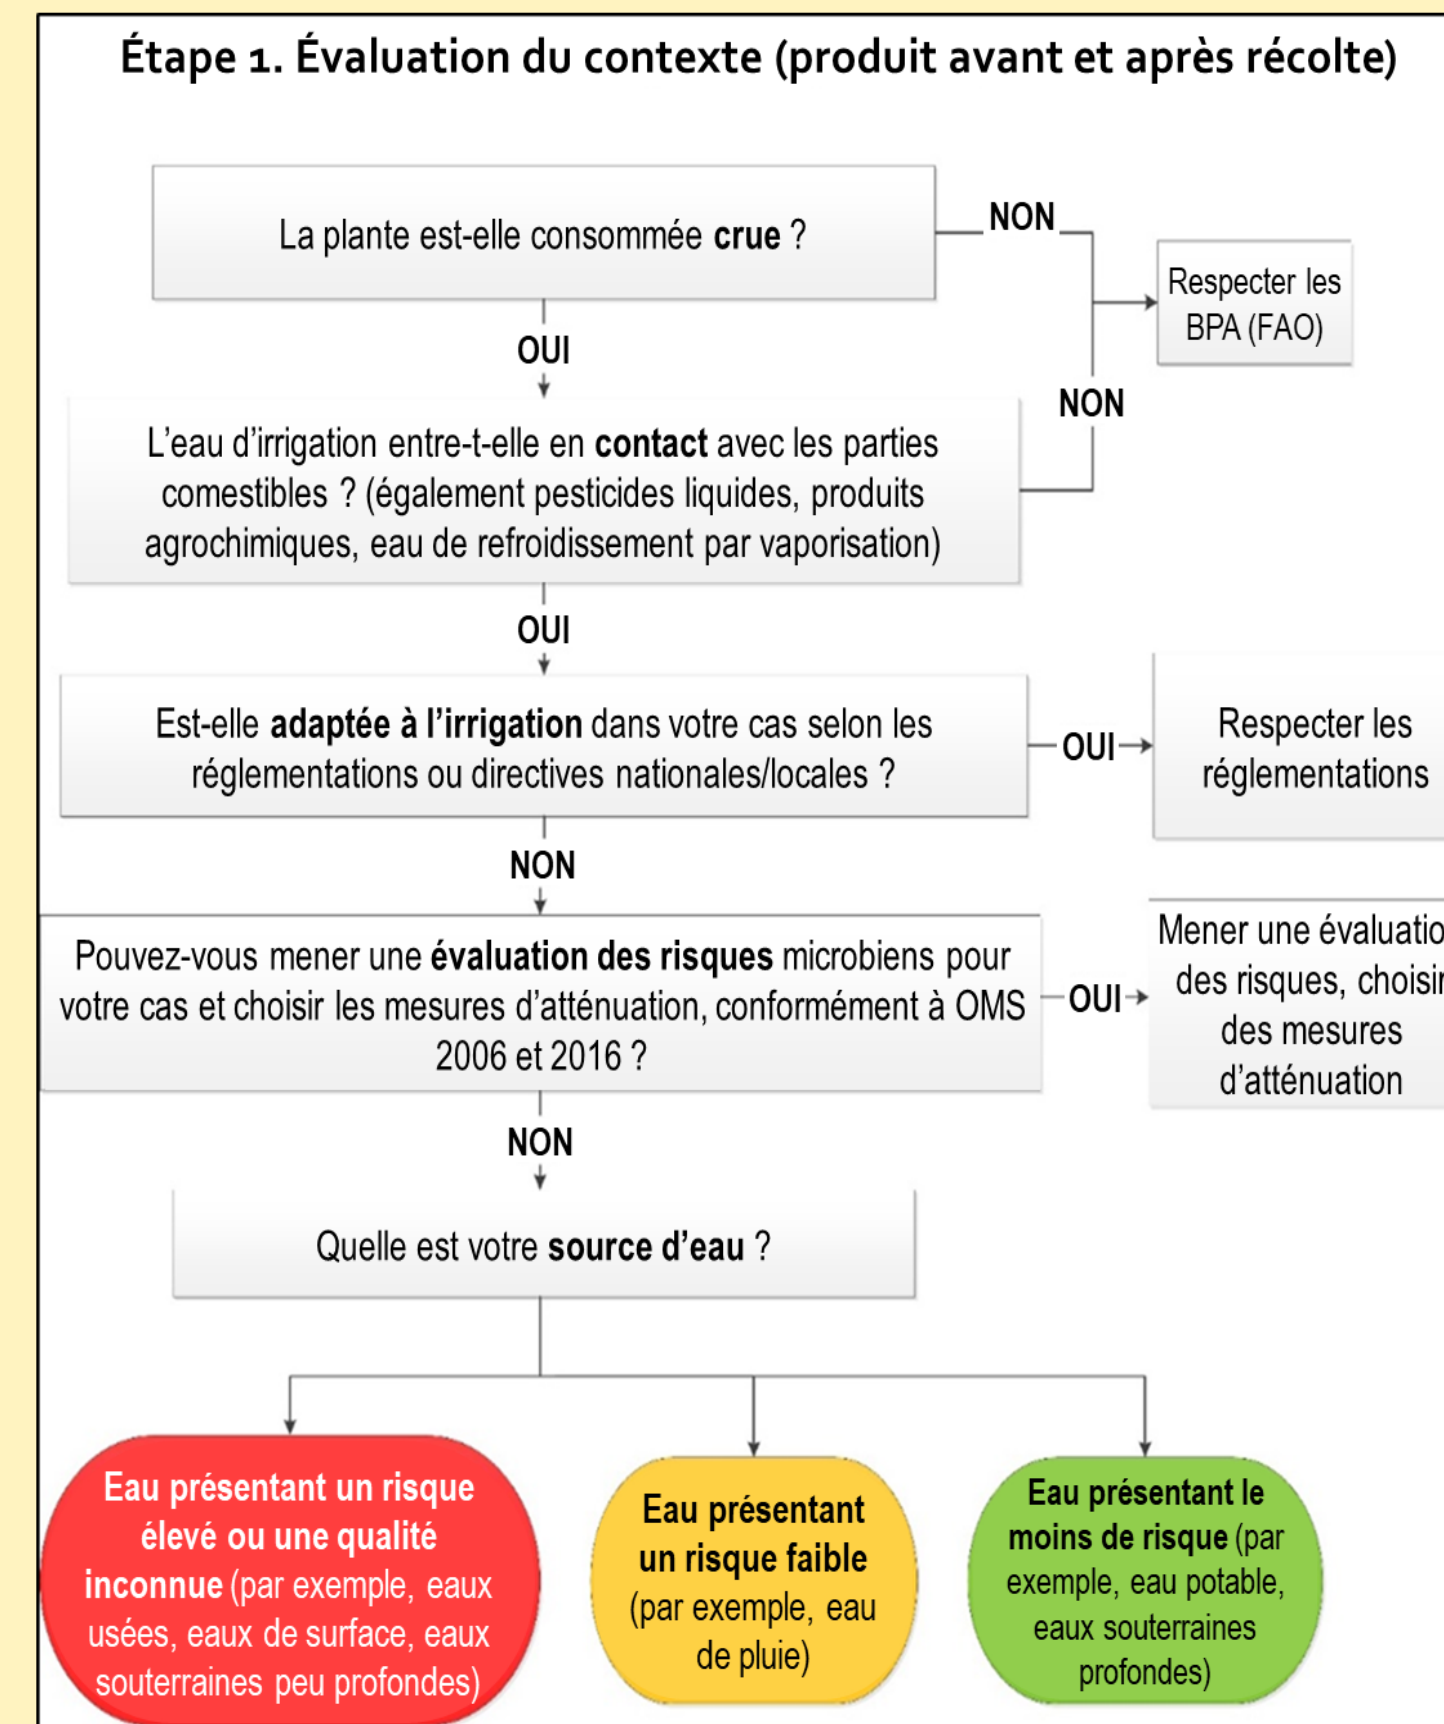 Étape 1. Évaluation du contexte (produit avant et après récolte)
La plante est-elle consommée crue ?
NON
Respecter les
BPA (FAO)
OUI
NON
L'eau d'irrigation entre-t-elle en contact avec les parties
comestibles ? (également pesticides liquides, produits
agrochimiques, eau de refroidissement par vaporisation)
OUI
Est-elle adaptée à l'irrigation dans votre cas selon les
réglementations ou directives nationales/locales ?
OUI
Respecter les
réglementations
NON
Pouvez-vous mener une évaluation des risques microbiens pour
votre cas et choisir les mesures d'atténuation, conformément à OMS
2006 et 2016 ?
OUI
Mener une évaluatio
des risques, choisir
des mesures
d'atténuation
NON
Quelle est votre source d'eau ?
Eau présentant un risque
élevé ou une qualité
inconnue (par exemple, eaux
usées, eaux de surface, eaux
souterraines peu profondes)
Eau présentant
un risque faible
(par exemple, eau
de pluie)
Eau présentant le
moins de risque (par
exemple, eau potable,
eaux souterraines
profondes)